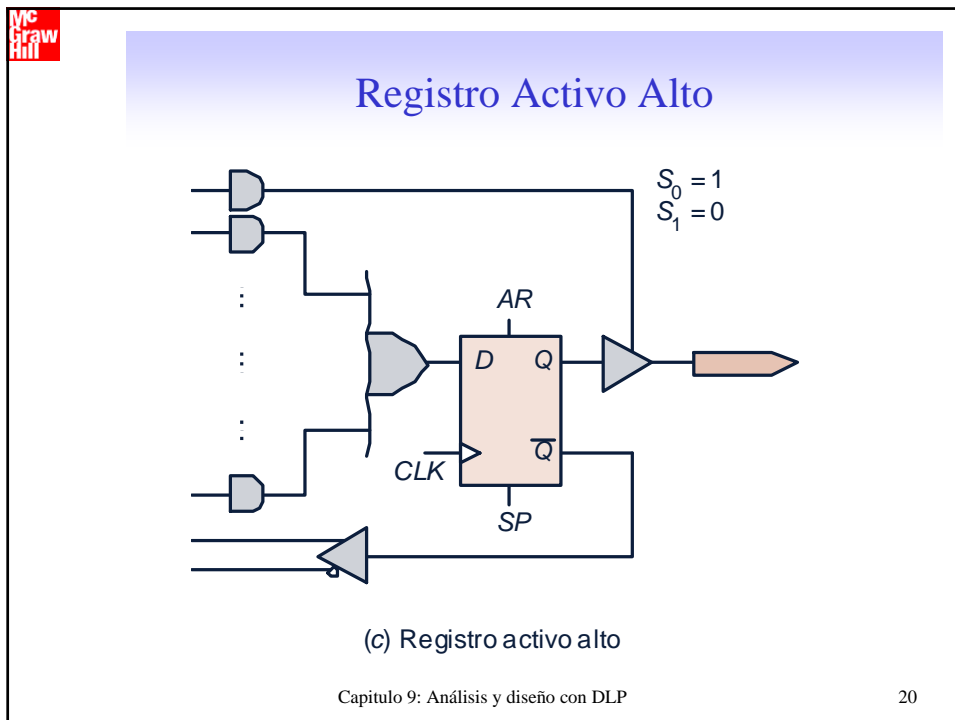 Mc
Graw
Hill
Registro Activo Alto
S0 = 1
S1 = 0
AR
D Q
Q̅
CLK
SP
(c) Registro activo alto
Capitulo 9: Análisis y diseño con DLP 20